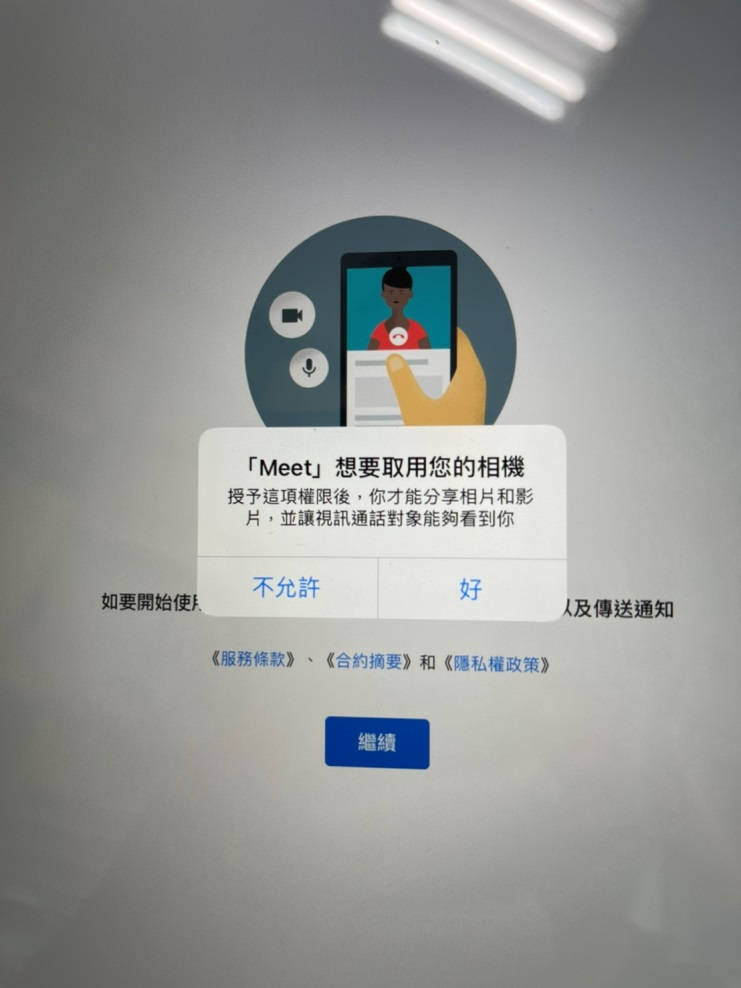 「Meet」想要取用您的相機
授予這項權限後，你才能分享相片和影
片，並讓視訊通話對象能夠看到你
不允許
好
如要開始使
以及傳送通知
《服務條款》、《合約摘要》和《隱私權政策》
繼續